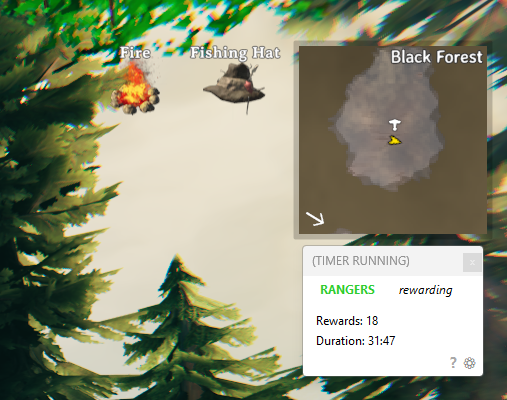 Fire
Fishing Hat
Black Forest
(TIMER RUNNING)
x
RANGERS rewarding
Rewards: 18
Duration: 31:47
?